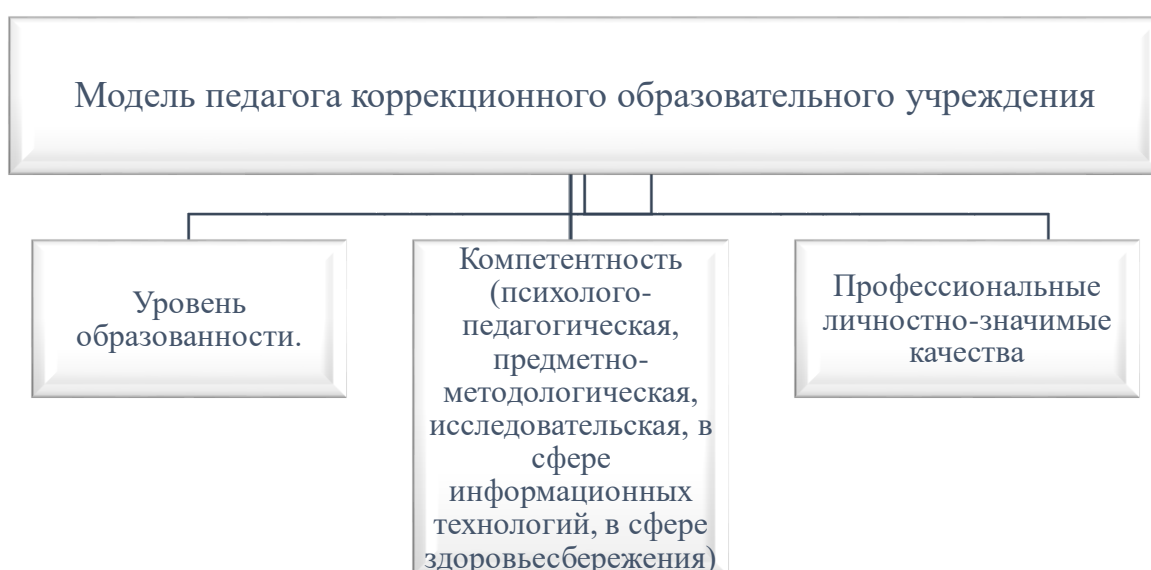 Модель педагога коррекционного образовательного учреждения
Уровень
образованности.
Компетентность
(психолого-
педагогическая,
предметно-
методологическая,
исследовательская, в
сфере
информационных
технологий, в сфере
здоровьесбережения)
Профессиональные
личностно-значимые
качества